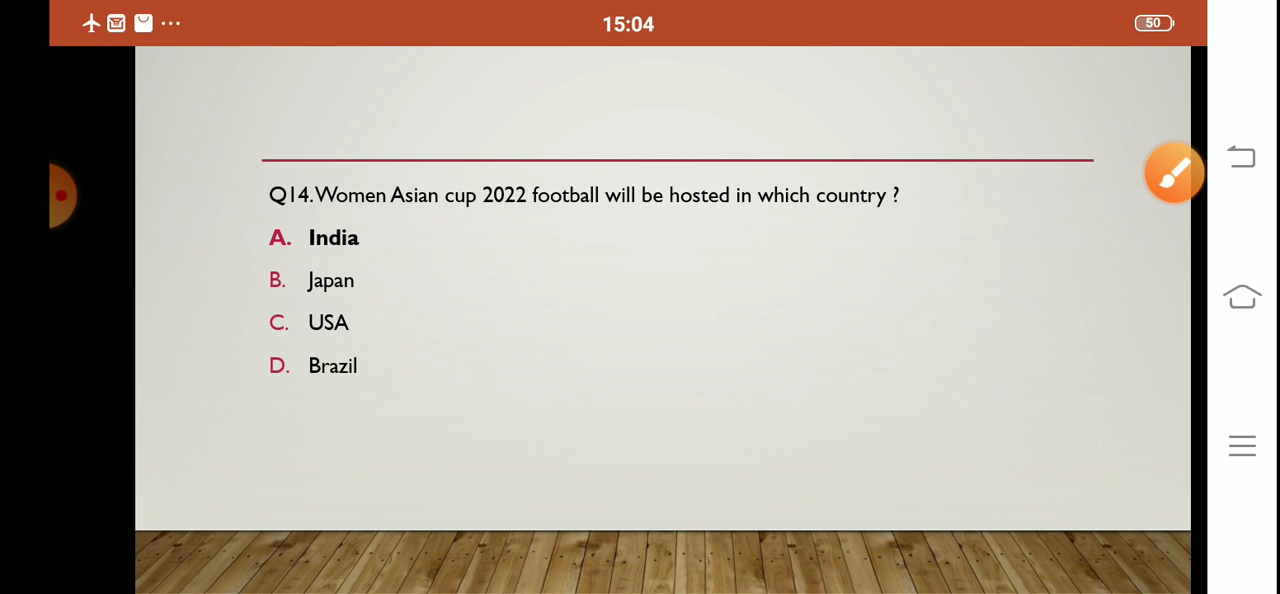 15:04
50
Q14. Women Asian cup 2022 football will be hosted in which country ?
A. India
B. Japan
C. USA
D. Brazil